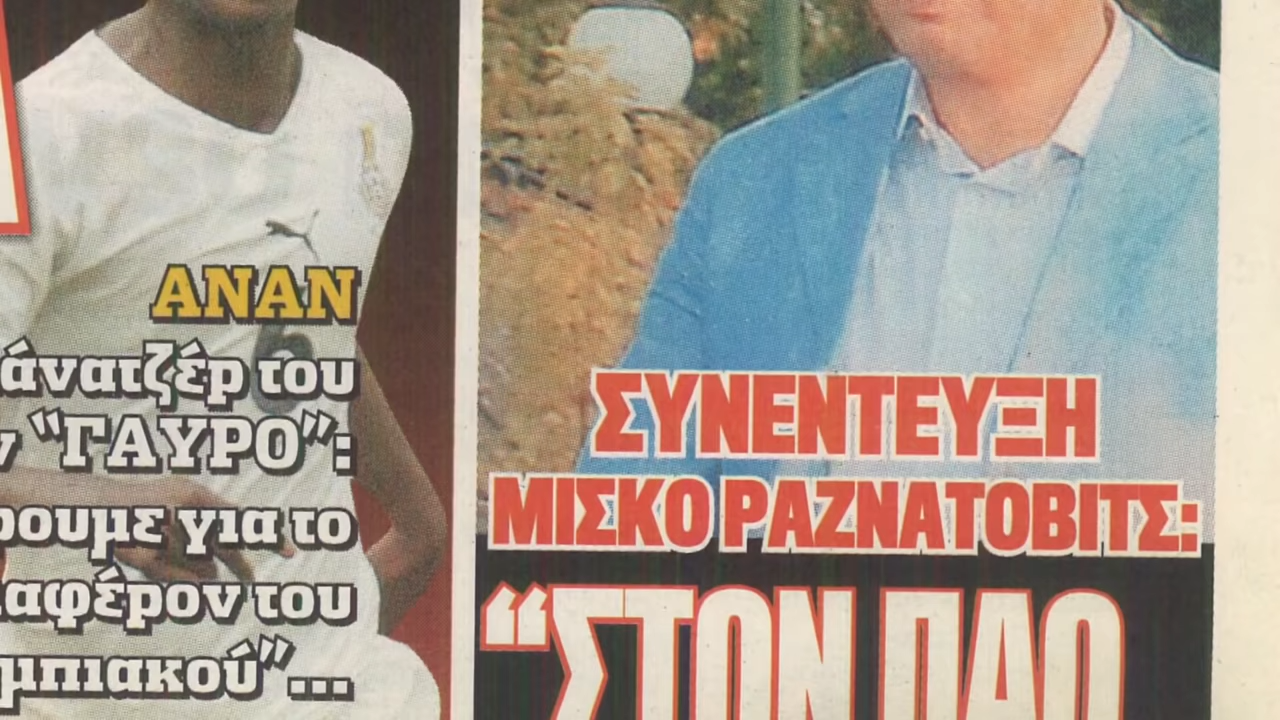 ΑΝΑΝ
άνατζέρ του
ν "ΓΑΥΡΟ":
ρουμε για το
αφέρον του
μπιακού"...
ΣΥΝΕΝΤΕΥΞΗ
ΜΙΣΚΟ ΡΑΖΝΑΤΟΒΙΤΣ:
“ΣΤΟΝ ΠΑΟ